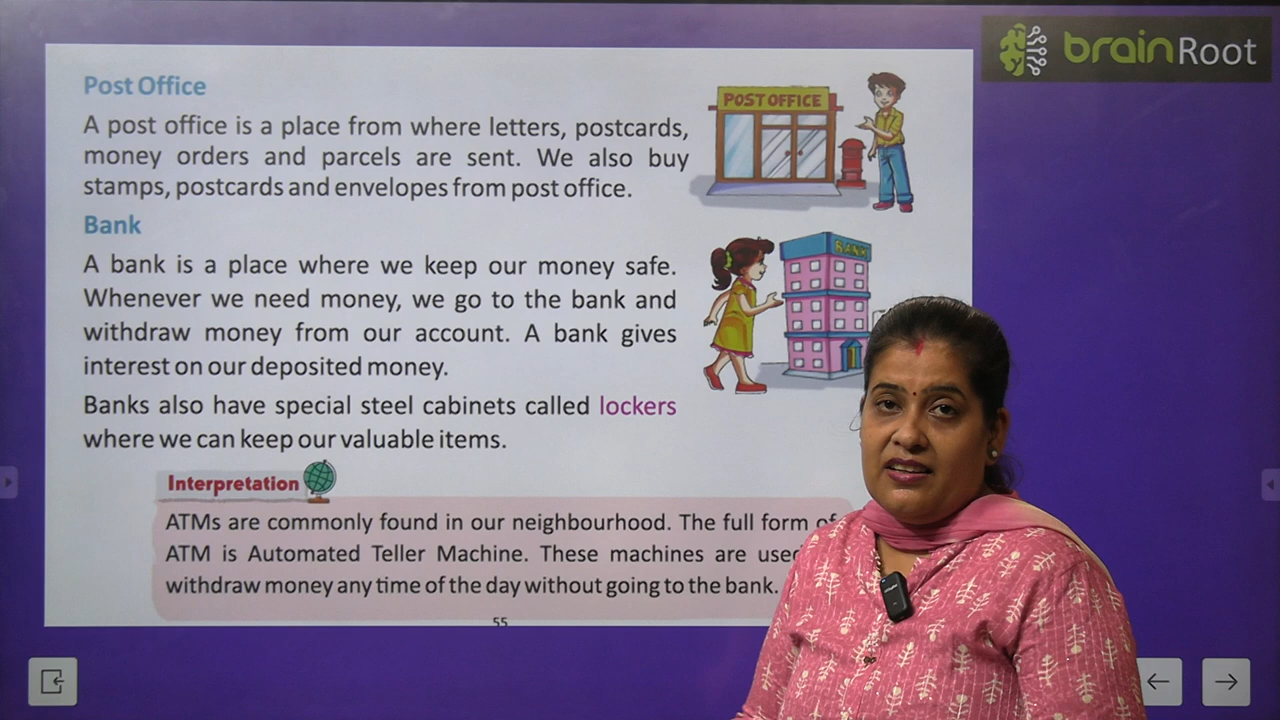 brainRoot
Post Office
POST OFFICE
A post office is a place from where letters, postcards,
money orders and parcels are sent. We also buy
stamps, postcards and envelopes from post office.
Bank
BANK
A bank is a place where we keep our money safe.
Whenever we need money, we go to the bank and
withdraw money from our account. A bank gives
interest on our deposited money.
Banks also have special steel cabinets called lockers
where we can keep our valuable items.
Interpretation
ATMs are commonly found in our neighbourhood. The full form of
ATM is Automated Teller Machine. These machines are used
withdraw money any time of the day without going to the bank.
55